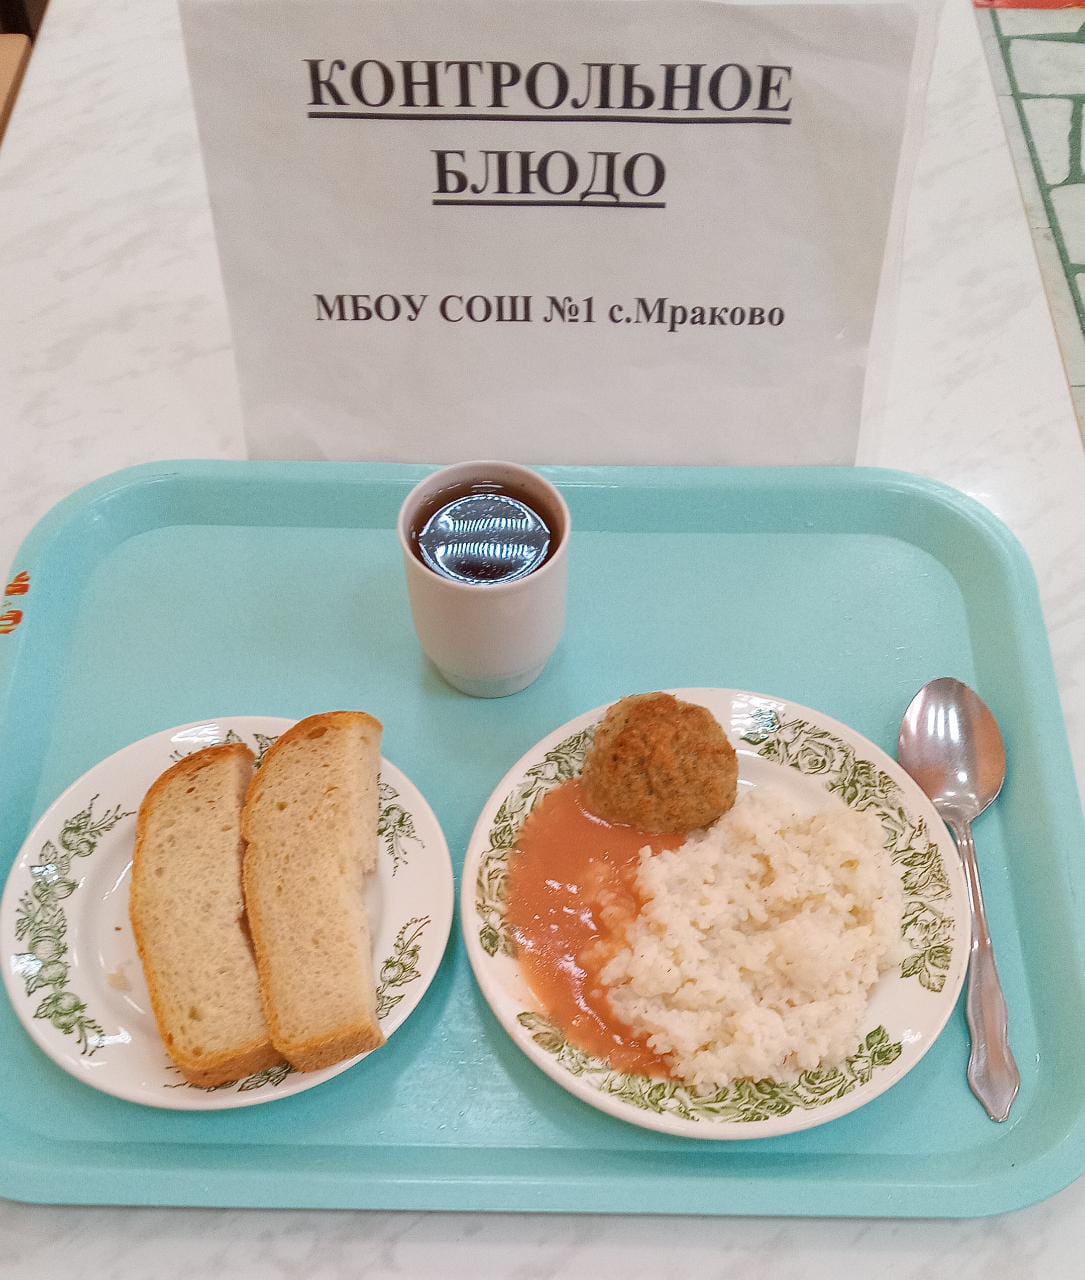 КОНТРОЛЬНОЕ
БЛЮДО
МБОУ СОШ №1 с.Мраково